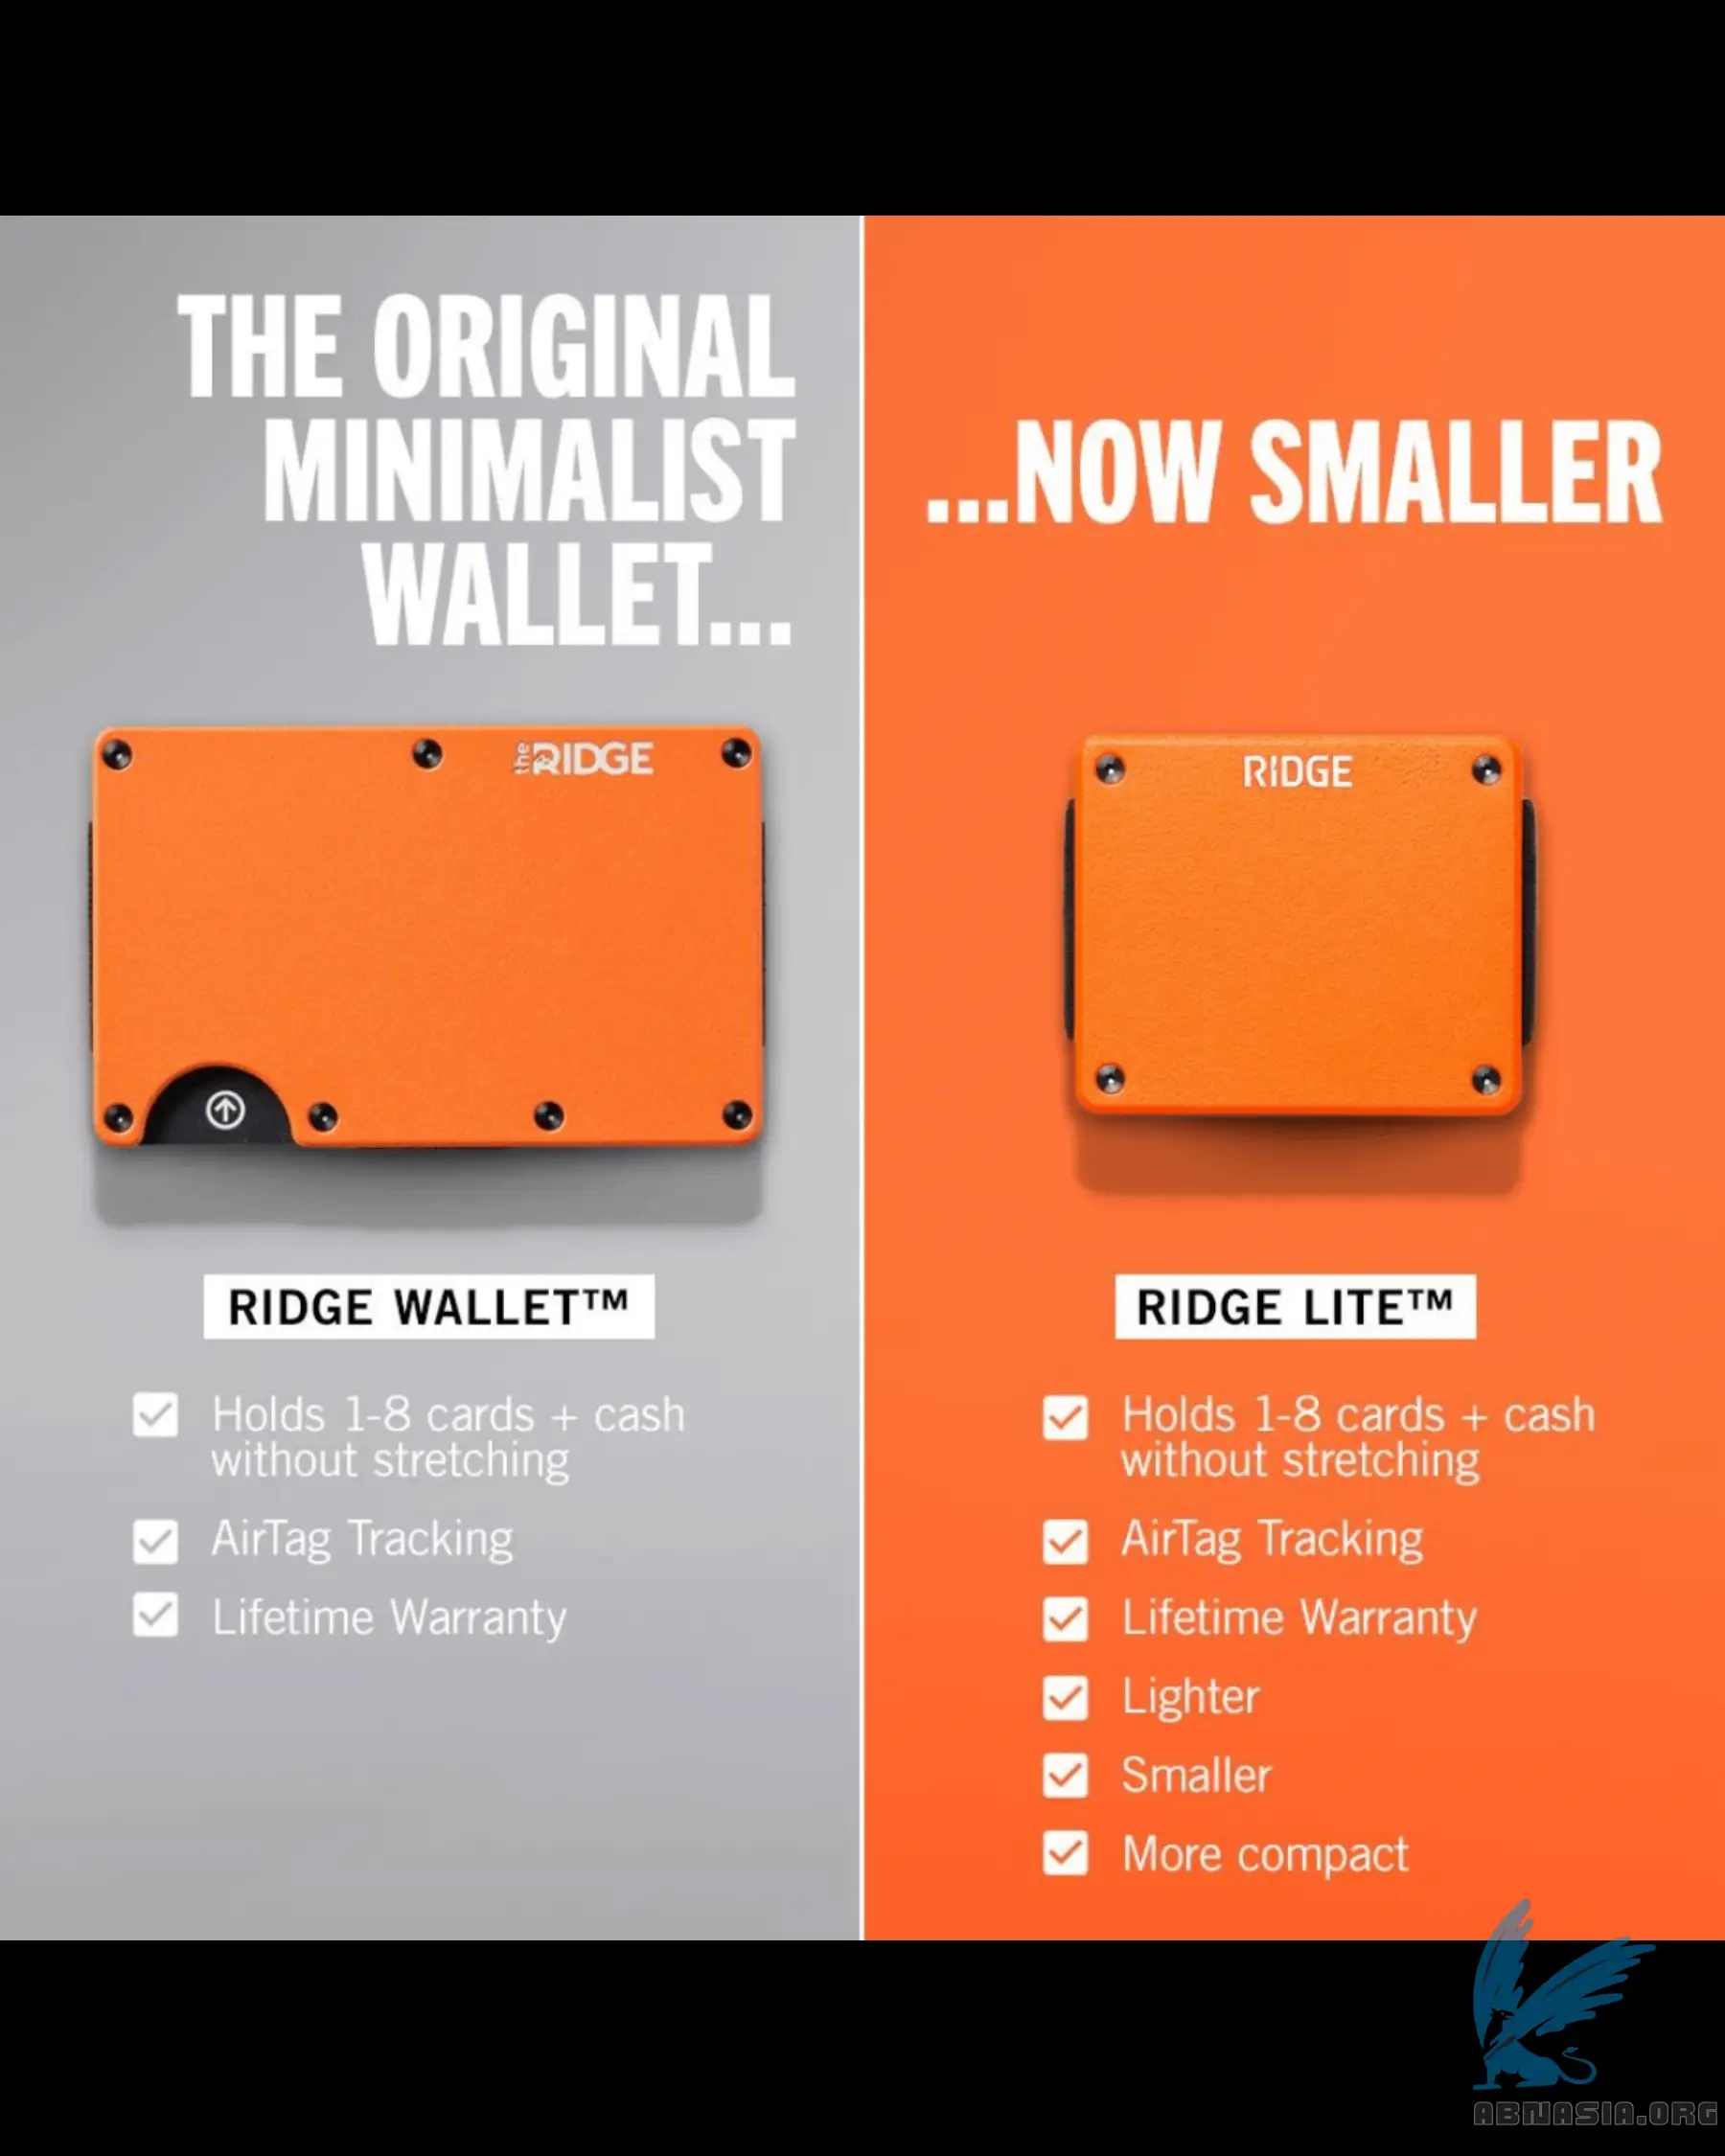 THE ORIGINAL
MINIMALIST
WALLET...
the RIDGE
RIDGE WALLET™
Holds 1-8 cards + cash
without stretching
AirTag Tracking
Lifetime Warranty
...NOW SMALLER
RIDGE
RIDGE LITE™
Holds 1-8 cards + cash
without stretching
AirTag Tracking
Lifetime Warranty
Lighter
Smaller
More compact
ABNASIA.ORG